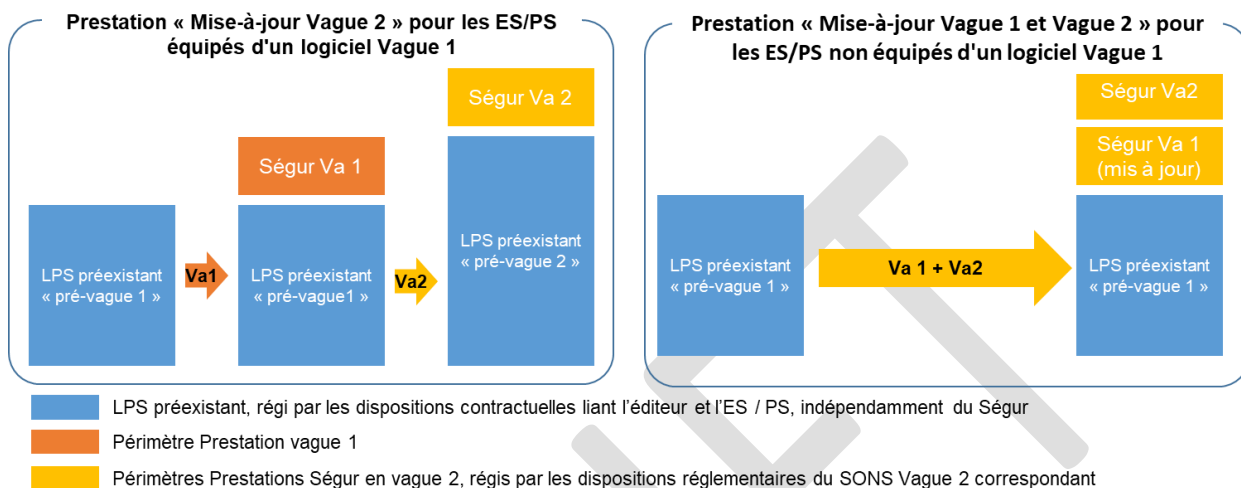 Prestation « Mise-à-jour Vague 2 » pour les ES/PS
équipés d'un logiciel Vague 1
Ségur Va 2
Ségur Va 1
LPS préexistant
« pré-vague 1 »
Va1
LPS préexistant
« pré-vague1 »
Va2
LPS préexistant
« pré-vague 2 »
Prestation « Mise-à-jour Vague 1 et Vague 2 » pour
les ES/PS non équipés d'un logiciel Vague 1
Ségur Va2
Ségur Va 1
(mis à jour)
LPS préexistant
« pré-vague 1 »
Va 1 + Va2
LPS préexistant
« pré-vague 1 »
LPS préexistant, régi par les dispositions contractuelles liant l’éditeur et l’ES / PS, indépendamment du Ségur
Périmètre Prestation vague 1
Périmètres Prestations Ségur en vague 2, régis par les dispositions réglementaires du SONS Vague 2 correspondant